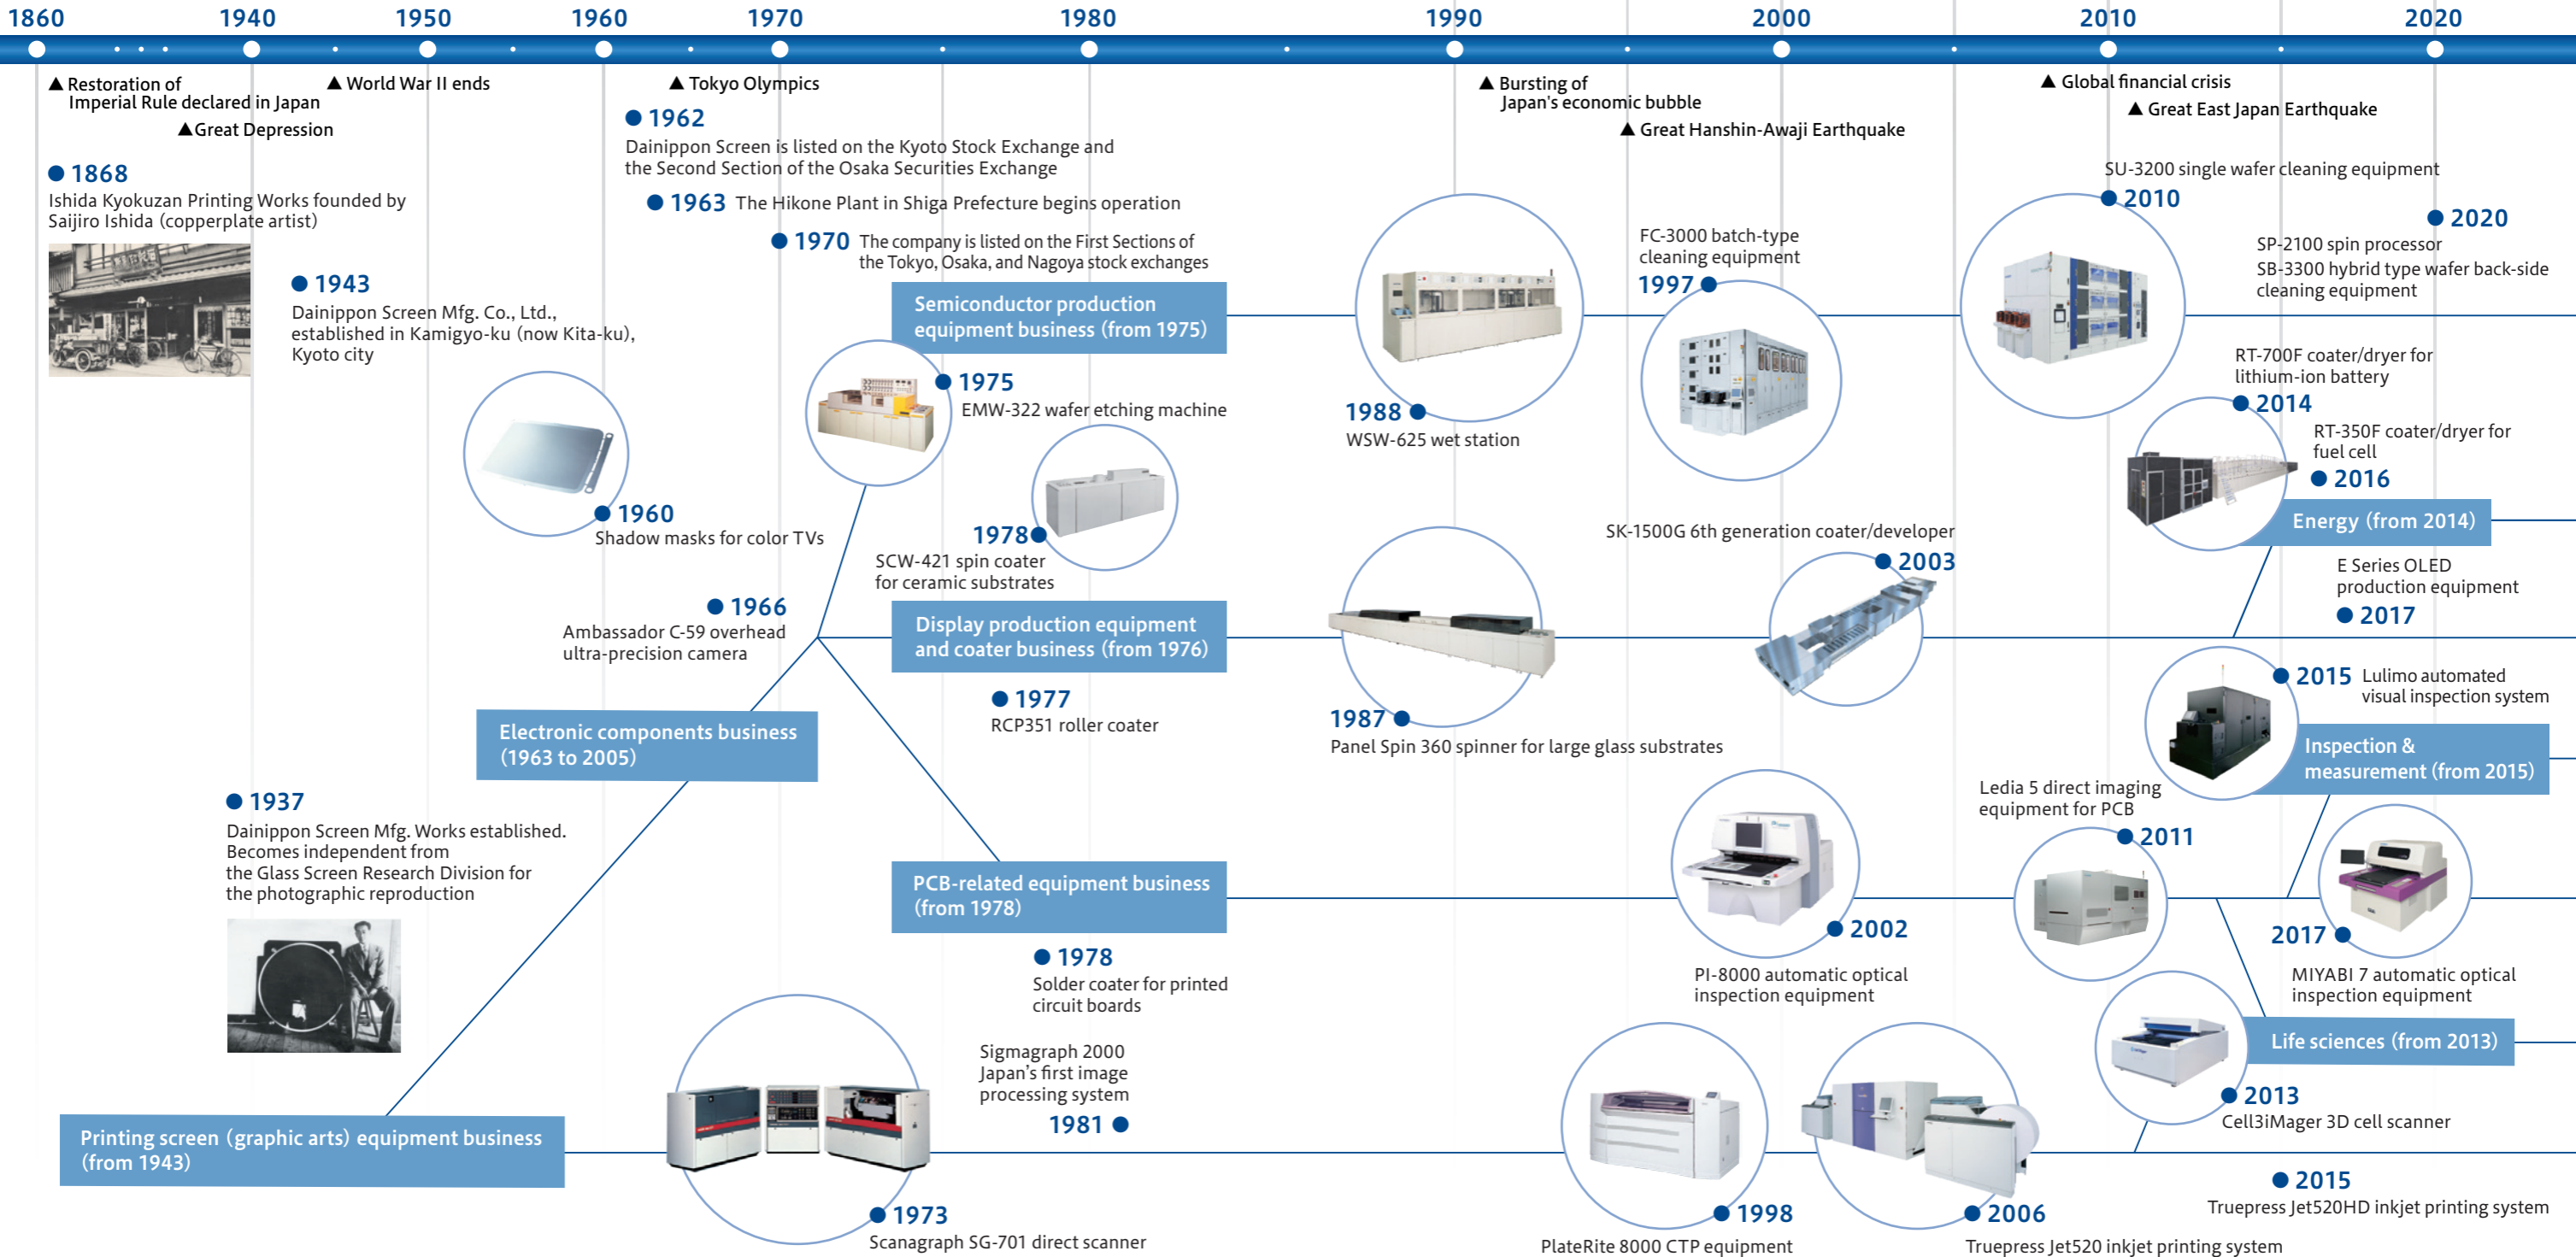 1860
1940
1950
1960
1970
1980
1990
2000
2010
2020
▲ Restoration of
Imperial Rule declared in Japan
▲Great Depression
▲ World War II ends
▲ Tokyo Olympics
▲ Bursting of
Japan's economic bubble
▲ Great Hanshin-Awaji Earthquake
▲ Global financial crisis
▲ Great East Japan Earthquake
1868
Ishida Kyokuzan Printing Works founded by
Saijiro Ishida (copperplate artist)
1943
Dainippon Screen Mfg. Co., Ltd.,
established in Kamigyo-ku (now Kita-ku),
Kyoto city
1962
Dainippon Screen is listed on the Kyoto Stock Exchange and
the Second Section of the Osaka Securities Exchange
1963 The Hikone Plant in Shiga Prefecture begins operation
1970 The company is listed on the First Sections of
the Tokyo, Osaka, and Nagoya stock exchanges
Semiconductor production
equipment business (from 1975)
1975
EMW-322 wafer etching machine
1988
WSW-625 wet station
FC-3000 batch-type
cleaning equipment
1997
SU-3200 single wafer cleaning equipment
2010
2020
SP-2100 spin processor
SB-3300 hybrid type wafer back-side
cleaning equipment
RT-700F coater/dryer for
lithium-ion battery
2014
RT-350F coater/dryer for
fuel cell
2016
Energy (from 2014)
1960
Shadow masks for color TVs
1978
SCW-421 spin coater
for ceramic substrates
1966
Ambassador C-59 overhead
ultra-precision camera
Display production equipment
and coater business (from 1976)
1977
RCP351 roller coater
1987
Panel Spin 360 spinner for large glass substrates
SK-1500G 6th generation coater/developer
2003
E Series OLED
production equipment
2017
2015 Lulimo automated
visual inspection system
Inspection &
measurement (from 2015)
Electronic components business
(1963 to 2005)
1937
Dainippon Screen Mfg. Works established.
Becomes independent from
the Glass Screen Research Division for
the photographic reproduction
PCB-related equipment business
(from 1978)
1978
Solder coater for printed
circuit boards
2002
PI-8000 automatic optical
inspection equipment
Ledia 5 direct imaging
equipment for PCB
2011
2017
MIYABI 7 automatic optical
inspection equipment
Life sciences (from 2013)
2013
Cell3iMager 3D cell scanner
Printing screen (graphic arts) equipment business
(from 1943)
Sigmagraph 2000
Japan's first image
processing system
1981
1973
Scanagraph SG-701 direct scanner
1998
PlateRite 8000 CTP equipment
2006
Truepress Jet520 inkjet printing system
2015
Truepress Jet520HD inkjet printing system